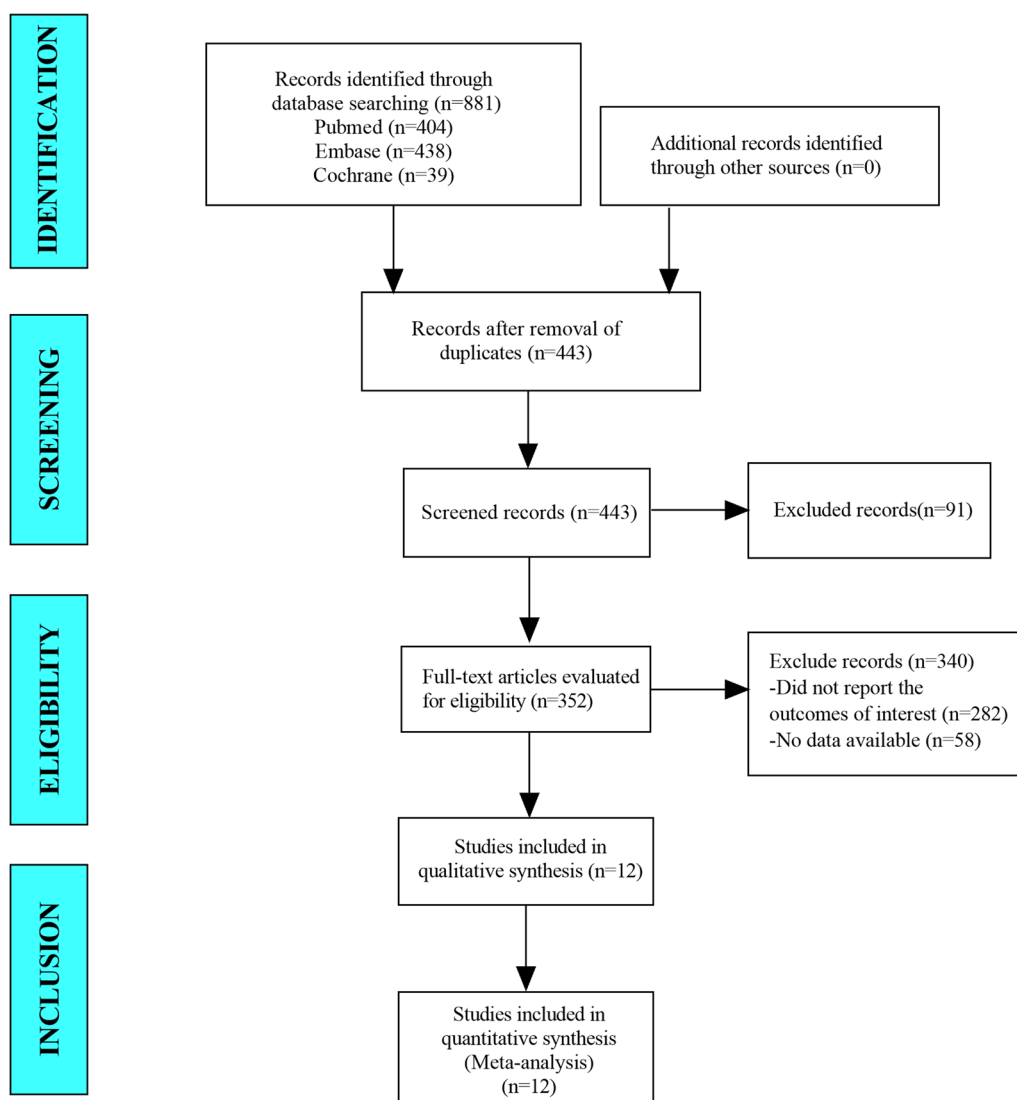 IDENTIFICATION
Records identified through
database searching (n=881)
Pubmed (n=404)
Embase (n=438)
Cochrane (n=39)
Additional records identified
through other sources (n=0)
SCREENING
Records after removal of
duplicates (n=443)
Screened records (n=443)
Excluded records(n=91)
ELIGIBILITY
Full-text articles evaluated
for eligibility (n=352)
Exclude records (n=340)
-Did not report the
outcomes of interest (n=282)
-No data available (n=58)
INCLUSION
Studies included in
qualitative synthesis (n=12)
Studies included in
quantitative synthesis
(Meta-analysis)
(n=12)